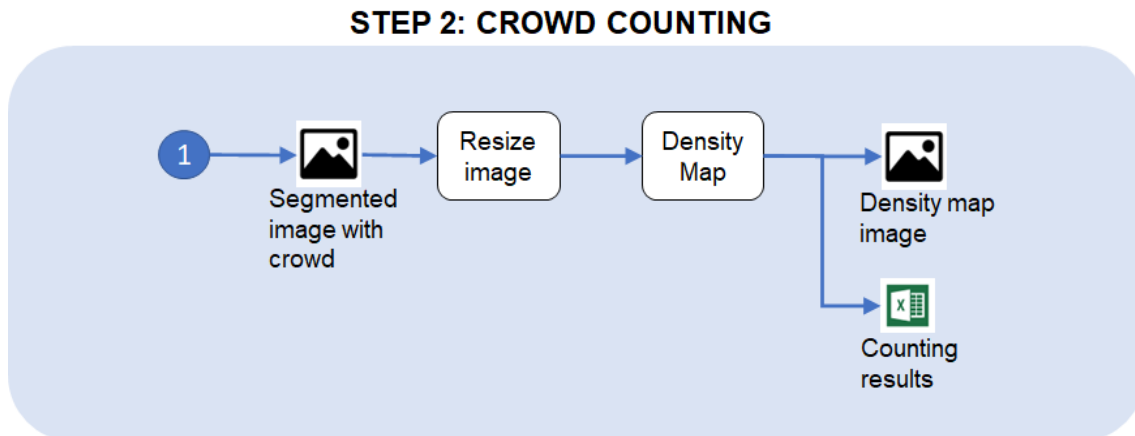 STEP 2: CROWD COUNTING
1
Segmented
image with
crowd
Resize
image
Density
Map
Density map
image
X
Counting
results